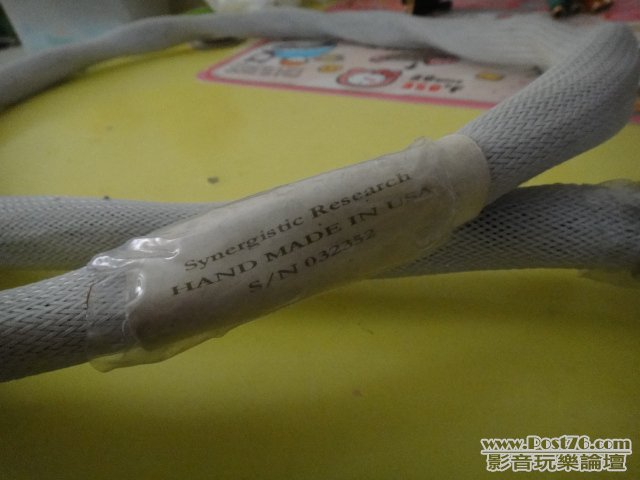 Synergistic Research
HAND MADE IN USA
S/N 032352
www.Post76.com
影音玩樂論壇